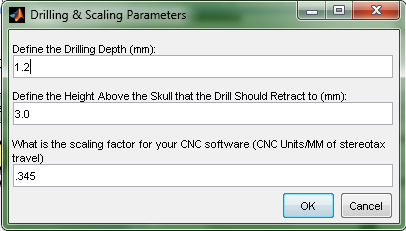 Drilling & Scaling Parameters
Define the Drilling Depth (mm):
1.2
Define the Height Above the Skull that the Drill Should Retract to (mm):
3.0
What is the scaling factor for your CNC software (CNC Units/MM of stereotax
travel)
.345
OK Cancel